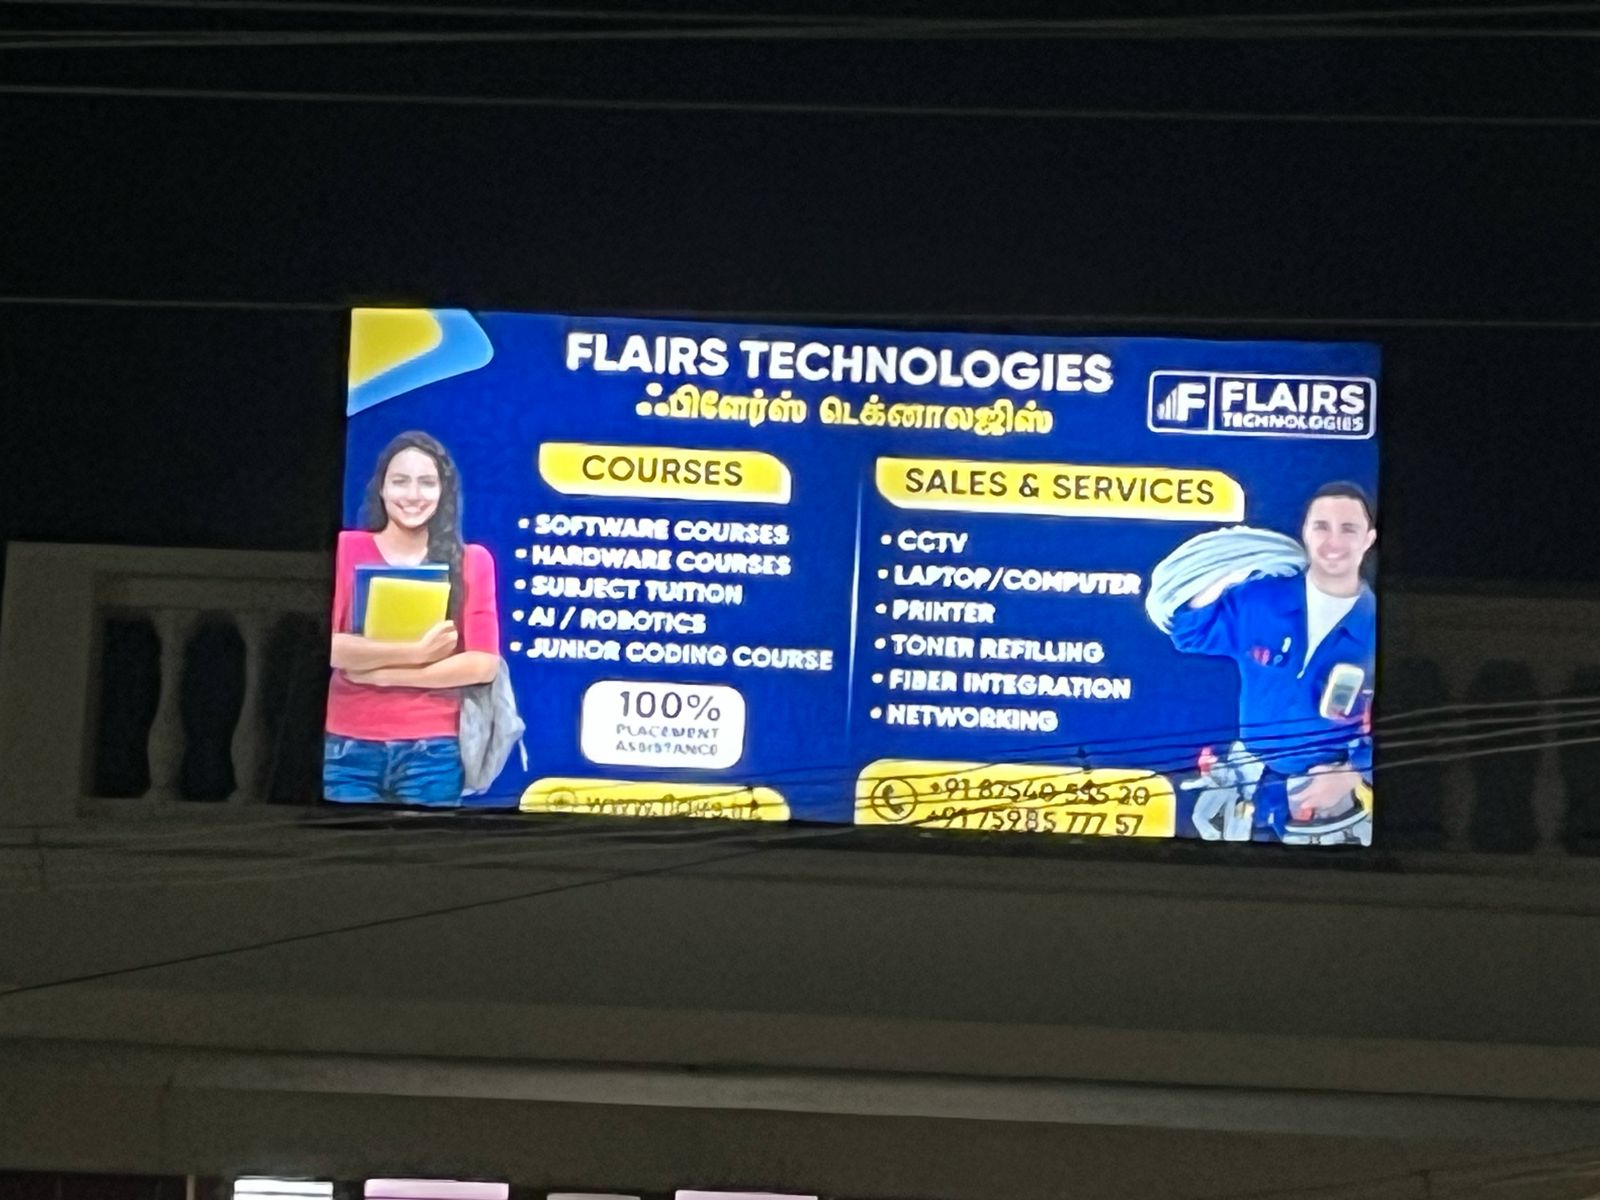 FLAIRS TECHNOLOGIES
ஃபிளேர்ஸ் டெக்னாலஜிஸ்
FLAIRS
TECHNOLOGIES
COURSES
• SOFTWARE COURSES
• HARDWARE COURSES
• SUBJECT TUITION
• AI / ROBOTICS
• JUNIOR CODING COURSE
100%
PLACEMENT
ASSISTANCE
SALES & SERVICES
• CCTV
• LAPTOP/COMPUTER
• PRINTER
• TONER REFILLING
• FIBER INTEGRATION
• NETWORKING
+91 87540 555 20
+91 75985 777 57